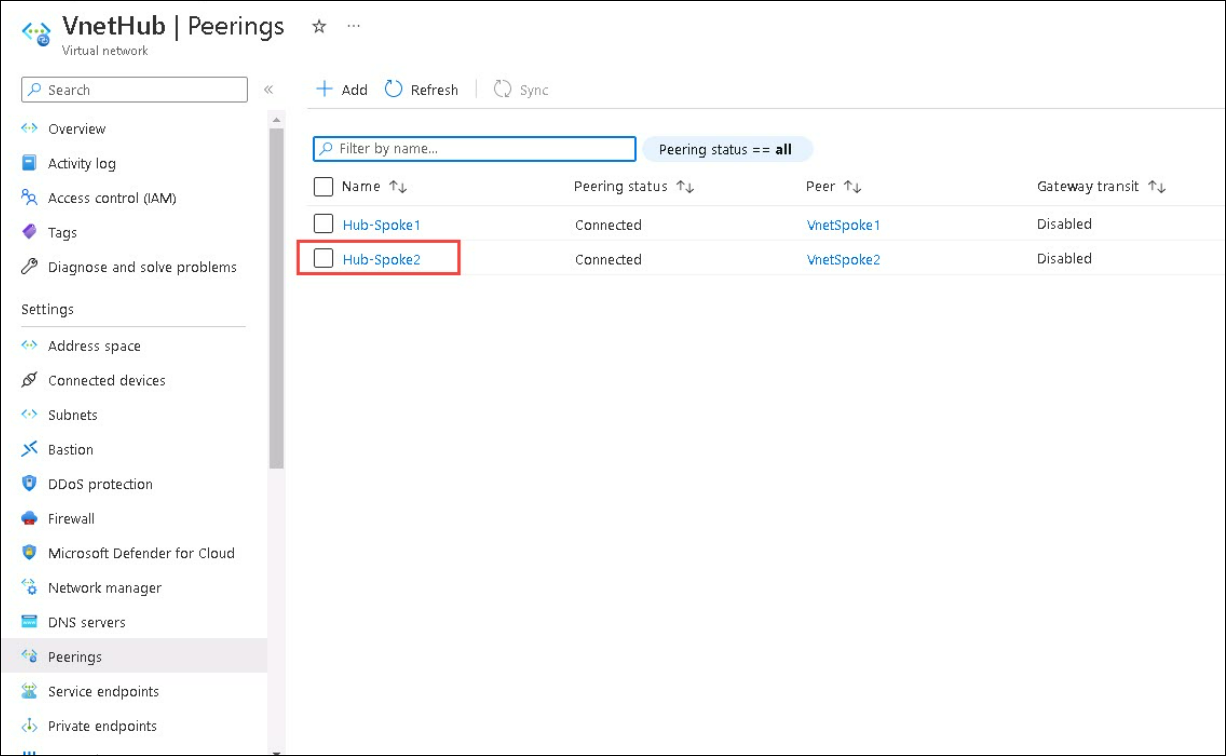 VnetHub | Peerings ☆ ···
Virtual network
Search «
Overview
Activity log
Access control (IAM)
Tags
Diagnose and solve problems
Settings
Address space
Connected devices
Subnets
Bastion
DDoS protection
Firewall
Microsoft Defender for Cloud
Network manager
DNS servers
Peerings
Service endpoints
Private endpoints
+ Add Refresh Sync
Filter by name... Peering status == all
Name ↑↓ Peering status ↑↓ Peer ↑↓ Gateway transit ↑↓
Hub-Spoke1 Connected VnetSpoke1 Disabled
Hub-Spoke2 Connected VnetSpoke2 Disabled